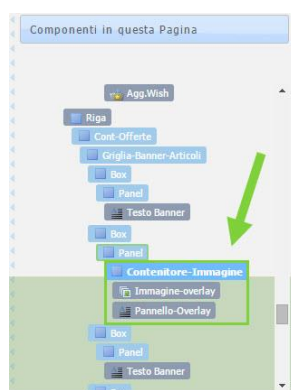 Componenti in questa Pagina
Agg.Wish
Riga
Cont-Offerte
Griglia-Banner-Articoli
Box
Panel
Testo Banner
Box
Panel
Contenitore-Immagine
Immagine-overlay
Pannello-Overlay
Box
Panel
Testo Banner